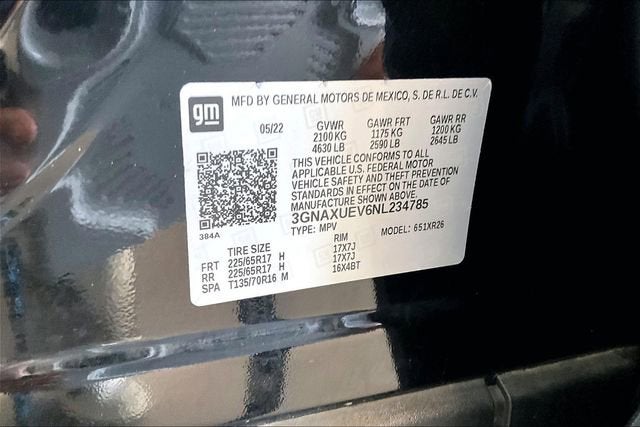 gm MFD BY GENERAL MOTORS DE MEXICO, S. DE R.L. DE C.V.
05/22 GVWR GAWR FRT GAWR RR
2100 KG 1175 KG 1200 KG
4630 LB 2590 LB 2645 LB
THIS VEHICLE CONFORMS TO ALL
APPLICABLE U.S. FEDERAL MOTOR
VEHICLE SAFETY AND THEFT PREVENTION
STANDARDS IN EFFECT ON THE DATE OF
MANUFACTURE SHOWN ABOVE.
3GNAXUEV6NL234785
384A TYPE: MPV MODEL: 651XR26
TIRE SIZE RIM
FRT 225/65R17 H 17X7J
RR 225/65R17 H 17X7J
SPA T135/70R16 M 16X4BT